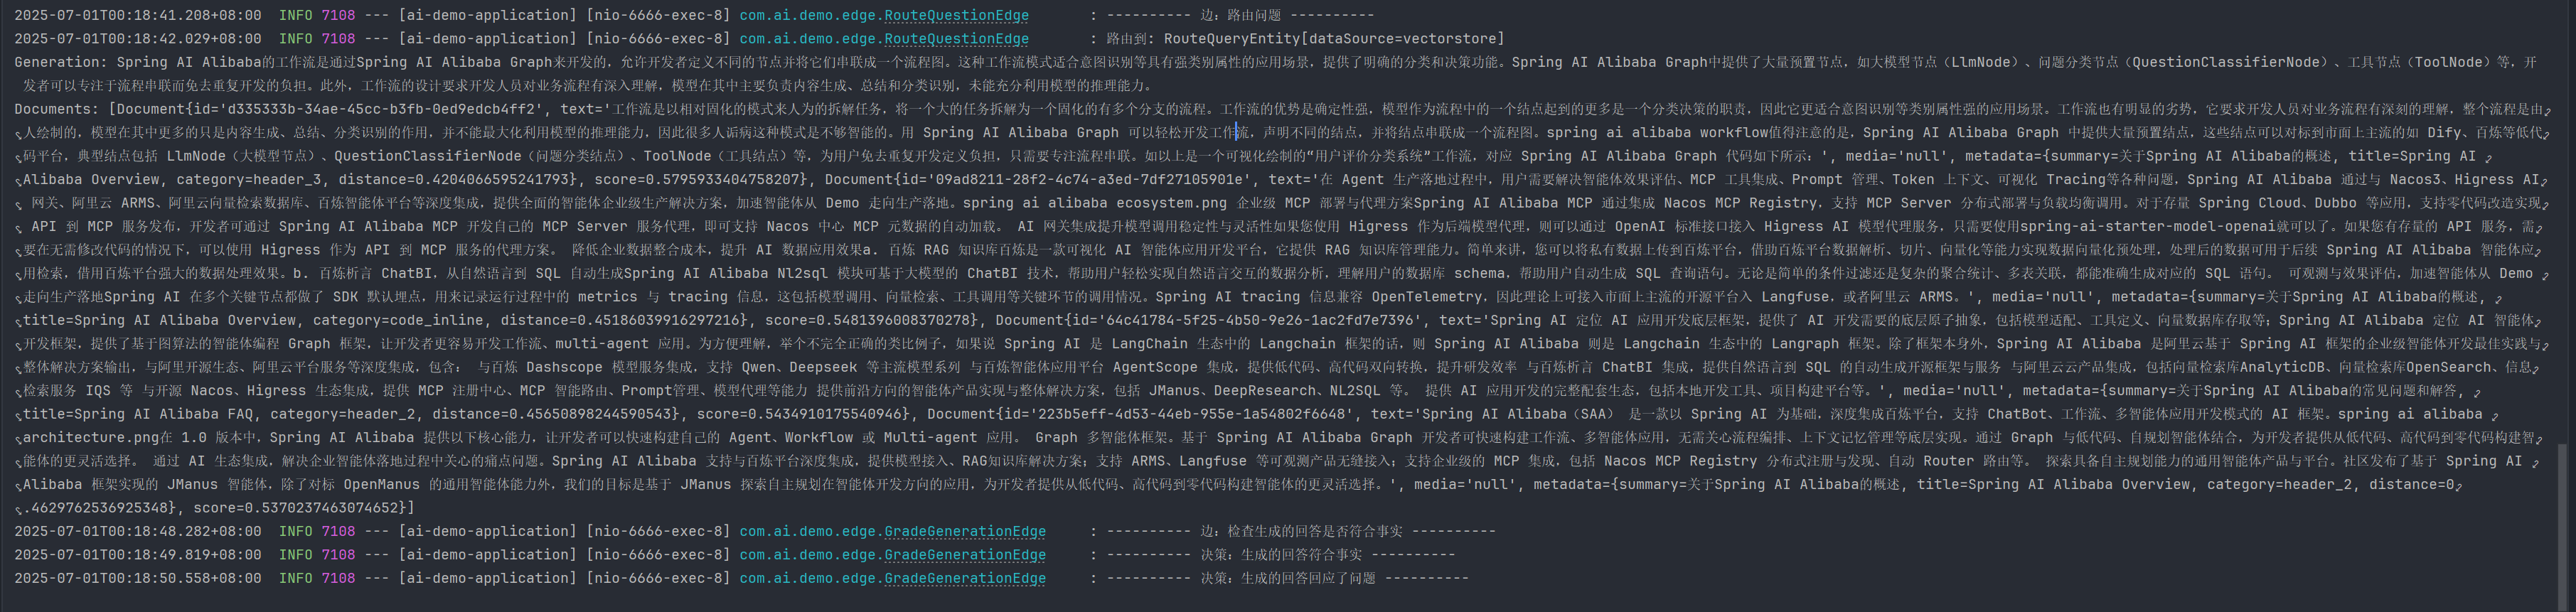 2025-07-01T00:18:41.208+08:00  INFO 7108 --- [ai-demo-application] [nio-6666-exec-8] com.ai.demo.edge.RouteQuestionEdge       : ---------- 边：路由问题 ----------
2025-07-01T00:18:42.029+08:00  INFO 7108 --- [ai-demo-application] [nio-6666-exec-8] com.ai.demo.edge.RouteQuestionEdge       : 路由到: RouteQueryEntity[dataSource=vectorstore]
Generation: Spring AI Alibaba的工作流是通过Spring AI Alibaba Graph来开发的，允许开发者定义不同的节点并将它们串联成一个流程图。这种工作流模式适合意图识别等具有强类别属性的应用场景，提供了明确的分类和决策功能。Spring AI Alibaba Graph中提供了大量预置节点，如大模型节点（LlmNode）、问题分类节点（QuestionClassifierNode）、工具节点（ToolNode）等，开
发者可以专注于流程串联而免去重复开发的负担。此外，工作流的设计要求开发人员对业务流程有深入理解，模型在其中主要负责内容生成、总结和分类识别，未能充分利用模型的推理能力。
Documents: [Document{id='d335333b-34ae-45cc-b3fb-0ed9edcb4ff2', text='工作流是以相对固化的模式来人为的拆解任务，将一个大的任务拆解为一个固化的有多个分支的流程。工作流的优势是确定性强，模型作为流程中的一个结点起到的更多是一个分类决策的职责，因此它更适合意图识别等类别属性强的应用场景。工作流也有明显的劣势，它要求开发人员对业务流程有深刻的理解，整个流程是由
人绘制的，模型在其中更多的只是内容生成、总结、分类识别的作用，并不能最大化利用模型的推理能力，因此很多人诟病这种模式是不够智能的。用 Spring AI Alibaba Graph 可以轻松开发工作流，声明不同的结点，并将结点串联成一个流程图。spring ai alibaba workflow值得注意的是，Spring AI Alibaba Graph 中提供大量预置结点，这些结点可以对标到市面上主流的如 Dify、百炼等低代
码平台，典型结点包括 LlmNode（大模型节点）、QuestionClassifierNode（问题分类结点）、ToolNode（工具结点）等，为用户免去重复开发定义负担，只需要专注流程串联。如以上是一个可视化绘制的“用户评价分类系统”工作流，对应 Spring AI Alibaba Graph 代码如下所示：', media='null', metadata={summary=关于Spring AI Alibaba的概述, title=Spring AI
Alibaba Overview, category=header_3, distance=0.4204066595241793}, score=0.5795933404758207}, Document{id='09ad8211-28f2-4c74-a3ed-7df27105901e', text='在 Agent 生产落地过程中，用户需要解决智能体效果评估、MCP 工具集成、Prompt 管理、Token 上下文、可视化 Tracing等各种问题，Spring AI Alibaba 通过与 Nacos3、Higress AI
网关、阿里云 ARMS、阿里云向量检索数据库、百炼智能体平台等深度集成，提供全面的智能体企业级生产解决方案，加速智能体从 Demo 走向生产落地。spring ai alibaba ecosystem.png 企业级 MCP 部署与代理方案Spring AI Alibaba MCP 通过集成 Nacos MCP Registry，支持 MCP Server 分布式部署与负载均衡调用。对于存量 Spring Cloud、Dubbo 等应用，支持零代码改造实现
API 到 MCP 服务发布，开发者可通过 Spring AI Alibaba MCP 开发自己的 MCP Server 服务代理，即可支持 Nacos 中心 MCP 元数据的自动加载。 AI 网关集成提升模型调用稳定性与灵活性如果您使用 Higress 作为后端模型代理，则可以通过 OpenAI 标准接口接入 Higress AI 模型代理服务，只需要使用spring-ai-starter-model-openai就可以了。如果您有存量的 API 服务，需
要在无需修改代码的情况下，可以使用 Higress 作为 API 到 MCP 服务的代理方案。 降低企业数据整合成本，提升 AI 数据应用效果a. 百炼 RAG 知识库百炼是一款可视化 AI 智能体应用开发平台，它提供 RAG 知识库管理能力。简单来讲，您可以将私有数据上传到百炼平台，借助百炼平台数据解析、切片、向量化等能力实现数据向量化预处理，处理后的数据可用于后续 Spring AI Alibaba 智能体应
用检索，借用百炼平台强大的数据处理效果。b. 百炼析言 ChatBI，从自然语言到 SQL 自动生成Spring AI Alibaba Nl2sql 模块可基于大模型的 ChatBI 技术，帮助用户轻松实现自然语言交互的数据分析，理解用户的数据库 schema，帮助用户自动生成 SQL 查询语句。无论是简单的条件过滤还是复杂的聚合统计、多表关联，都能准确生成对应的 SQL 语句。 可观测与效果评估，加速智能体从 Demo
走向生产落地Spring AI 在多个关键节点都做了 SDK 默认埋点，用来记录运行过程中的 metrics 与 tracing 信息，这包括模型调用、向量检索、工具调用等关键环节的调用情况。Spring AI tracing 信息兼容 OpenTelemetry，因此理论上可接入市面上主流的开源平台入 Langfuse，或者阿里云 ARMS。', media='null', metadata={summary=关于Spring AI Alibaba的概述,
title=Spring AI Alibaba Overview, category=code_inline, distance=0.45186039916297216}, score=0.5481396008370278}, Document{id='64c41784-5f25-4b50-9e26-1ac2fd7e7396', text='Spring AI 定位 AI 应用开发底层框架，提供了 AI 开发需要的底层原子抽象，包括模型适配、工具定义、向量数据库存取等；Spring AI Alibaba 定位 AI 智能体
开发框架，提供了基于图算法的智能体编程 Graph 框架，让开发者更容易开发工作流、multi-agent 应用。为方便理解，举个不完全正确的类比例子，如果说 Spring AI 是 LangChain 生态中的 Langchain 框架的话，则 Spring AI Alibaba 则是 Langchain 生态中的 Langraph 框架。除了框架本身外，Spring AI Alibaba 是阿里云基于 Spring AI 框架的企业级智能体开发最佳实践与
整体解决方案输出，与阿里开源生态、阿里云平台服务等深度集成，包含： 与百炼 Dashscope 模型服务集成，支持 Qwen、Deepseek 等主流模型系列 与百炼智能体应用平台 AgentScope 集成，提供低代码、高代码双向转换，提升研发效率 与百炼析言 ChatBI 集成，提供自然语言到 SQL 的自动生成开源框架与服务 与阿里云云产品集成，包括向量检索库AnalyticDB、向量检索库OpenSearch、信息
检索服务 IQS 等 与开源 Nacos、Higress 生态集成，提供 MCP 注册中心、MCP 智能路由、Prompt管理、模型代理等能力 提供前沿方向的智能体产品实现与整体解决方案，包括 JManus、DeepResearch、NL2SQL 等。 提供 AI 应用开发的完整配套生态，包括本地开发工具、项目构建平台等。', media='null', metadata={summary=关于Spring AI Alibaba的常见问题和解答,
title=Spring AI Alibaba FAQ, category=header_2, distance=0.45650898244590543}, score=0.5434910175540946}, Document{id='223b5eff-4d53-44eb-955e-1a54802f6648', text='Spring AI Alibaba（SAA） 是一款以 Spring AI 为基础，深度集成百炼平台，支持 ChatBot、工作流、多智能体应用开发模式的 AI 框架。spring ai alibaba
architecture.png在 1.0 版本中，Spring AI Alibaba 提供以下核心能力，让开发者可以快速构建自己的 Agent、Workflow 或 Multi-agent 应用。 Graph 多智能体框架。基于 Spring AI Alibaba Graph 开发者可快速构建工作流、多智能体应用，无需关心流程编排、上下文记忆管理等底层实现。通过 Graph 与低代码、自规划智能体结合，为开发者提供从低代码、高代码到零代码构建智
能体的更灵活选择。 通过 AI 生态集成，解决企业智能体落地过程中关心的痛点问题。Spring AI Alibaba 支持与百炼平台深度集成，提供模型接入、RAG知识库解决方案；支持 ARMS、Langfuse 等可观测产品无缝接入；支持企业级的 MCP 集成，包括 Nacos MCP Registry 分布式注册与发现、自动 Router 路由等。 探索具备自主规划能力的通用智能体产品与平台。社区发布了基于 Spring AI
Alibaba 框架实现的 JManus 智能体，除了对标 OpenManus 的通用智能体能力外，我们的目标是基于 JManus 探索自主规划在智能体开发方向的应用，为开发者提供从低代码、高代码到零代码构建智能体的更灵活选择。', media='null', metadata={summary=关于Spring AI Alibaba的概述, title=Spring AI Alibaba Overview, category=header_2, distance=0
.4629762536925348}, score=0.5370237463074652}]
2025-07-01T00:18:48.282+08:00  INFO 7108 --- [ai-demo-application] [nio-6666-exec-8] com.ai.demo.edge.GradeGenerationEdge     : ---------- 边：检查生成的回答是否符合事实 ----------
2025-07-01T00:18:49.819+08:00  INFO 7108 --- [ai-demo-application] [nio-6666-exec-8] com.ai.demo.edge.GradeGenerationEdge     : ---------- 决策：生成的回答符合事实 ----------
2025-07-01T00:18:50.558+08:00  INFO 7108 --- [ai-demo-application] [nio-6666-exec-8] com.ai.demo.edge.GradeGenerationEdge     : ---------- 决策：生成的回答回应了问题 ----------